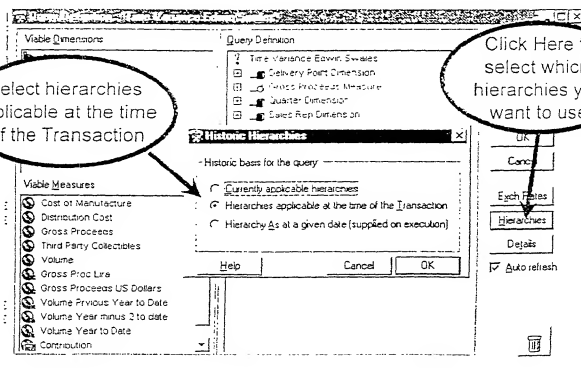 Viable Dimensions
Query Definition
Time Variance Edwin Swales
Delivery Point Dimension
Gross Proceeds Measure
Quarter Dimension
Sales Rep Dimension
Click Here
select which
hierarchies y
want to use
elect hierarchies
plicable at the time
f the Transaction
Historic Hierarchies
Historic basis for the query
Currently applicable hierarchies
Hierarchies applicable at the time of the Transaction
Hierarchy As at a given date (supplied on execution)
Help
Cancel
OK
Viable Measures
Cost of Manufacture
Distribution Cost
Gross Proceeds
Third Party Collectibles
Volume
Gross Proc Lira
Gross Proceeds US Dollars
Volume Prvious Year to Date
Volume Year minus 2 to date
Volume Year to Date
Contribution
OK
Cancel
Exch Rates
Hierarchies
Details
Auto refresh